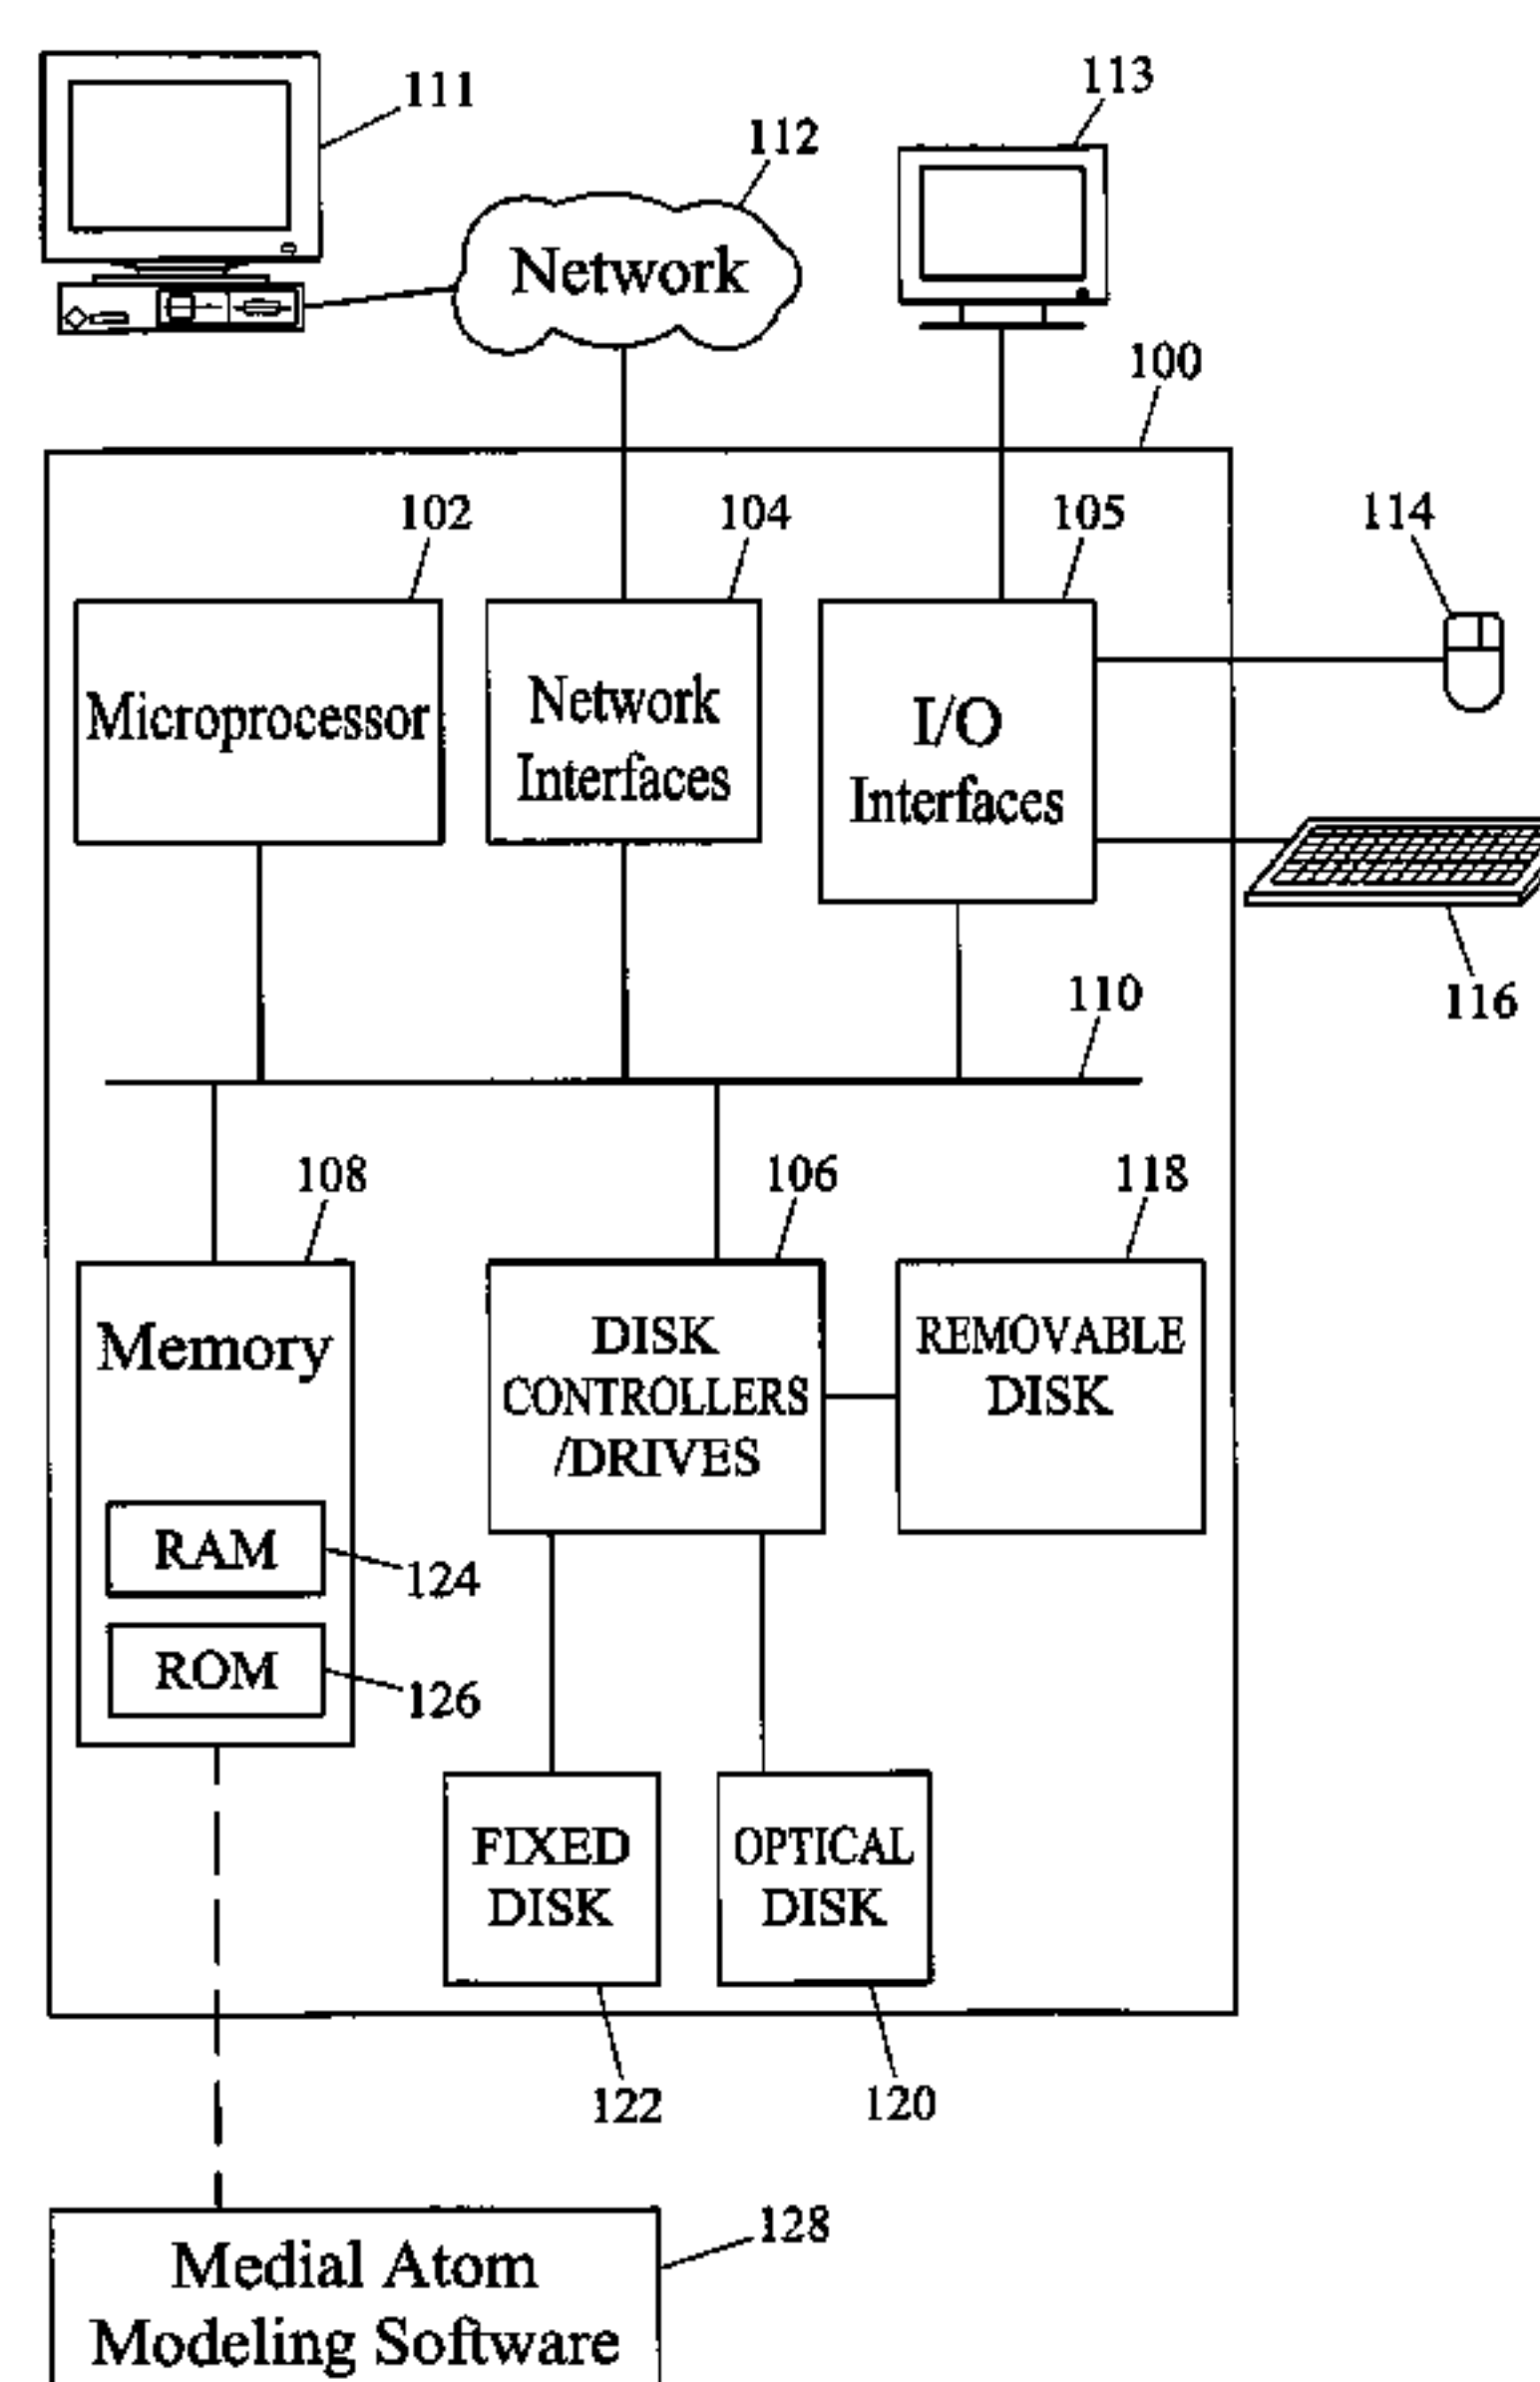 111
113
112
Network
100
102
104
105
114
Microprocessor
Network
Interfaces
I/O
Interfaces
110
116
108
106
118
Memory
DISK
CONTROLLERS
/DRIVES
REMOVABLE
DISK
RAM
124
ROM
126
FIXED
DISK
OPTICAL
DISK
122
120
128
Medial Atom
Modeling Software